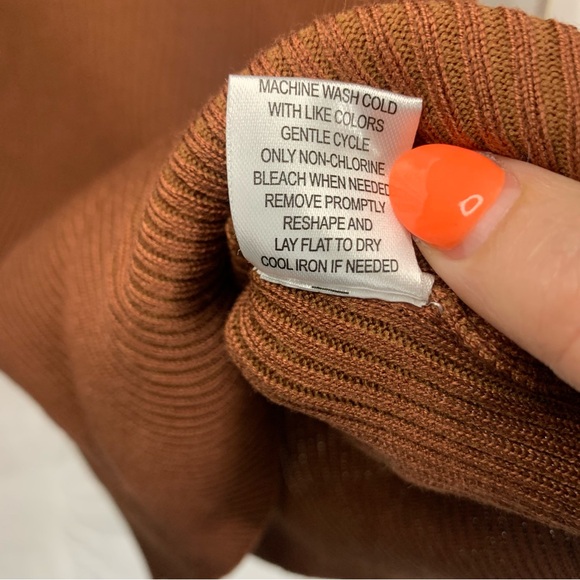 MACHINE WASH COLD
WITH LIKE COLORS
GENTLE CYCLE
ONLY NON-CHLORINE
BLEACH WHEN NEEDED
REMOVE PROMPTLY
RESHAPE AND
LAY FLAT TO DRY
COOL IRON IF NEEDED